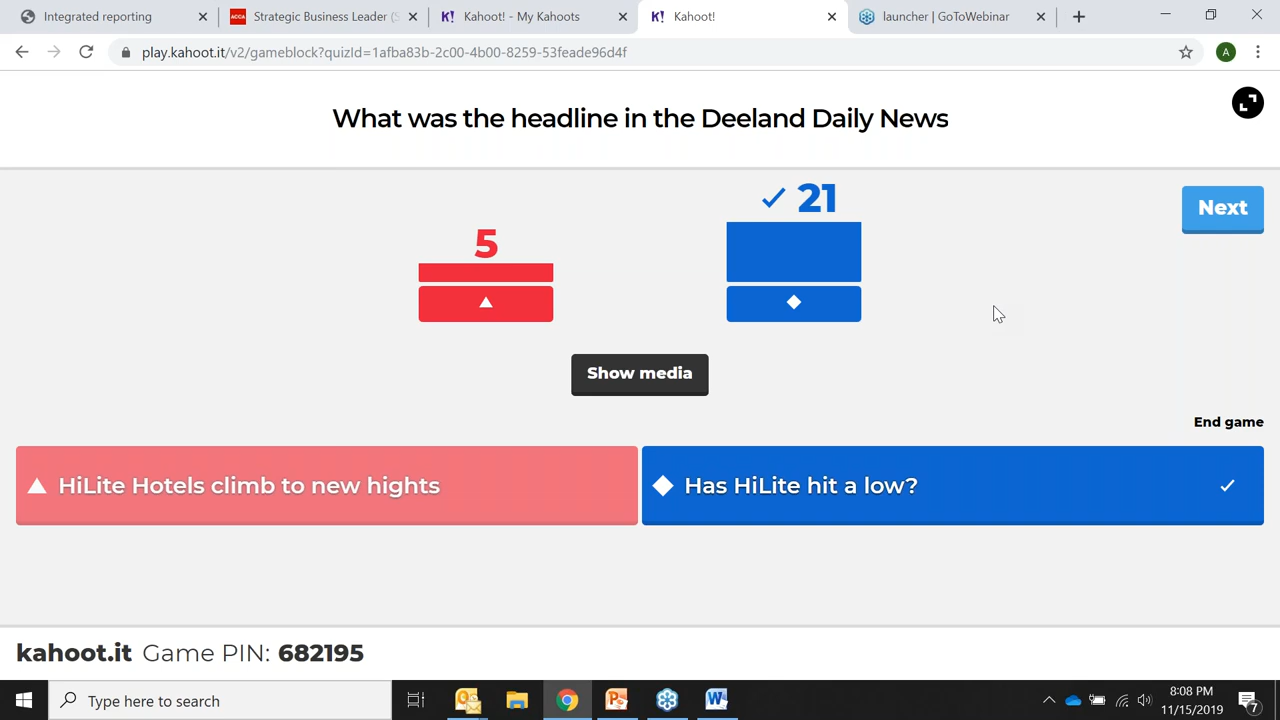 Integrated reporting
ACCA Strategic Business Leader (S
K! Kahoot! - My Kahoots
K! Kahoot!
launcher | GoToWebinar
play.kahoot.it/v2/gameblock?quizId=1afba83b-2c00-4b00-8259-53feade96d4f
A
What was the headline in the Deeland Daily News
5
21
Next
Show media
End game
HiLite Hotels climb to new hights
Has HiLite hit a low?
kahoot.it Game PIN: 682195
Type here to search
8:08 PM
11/15/2019
7